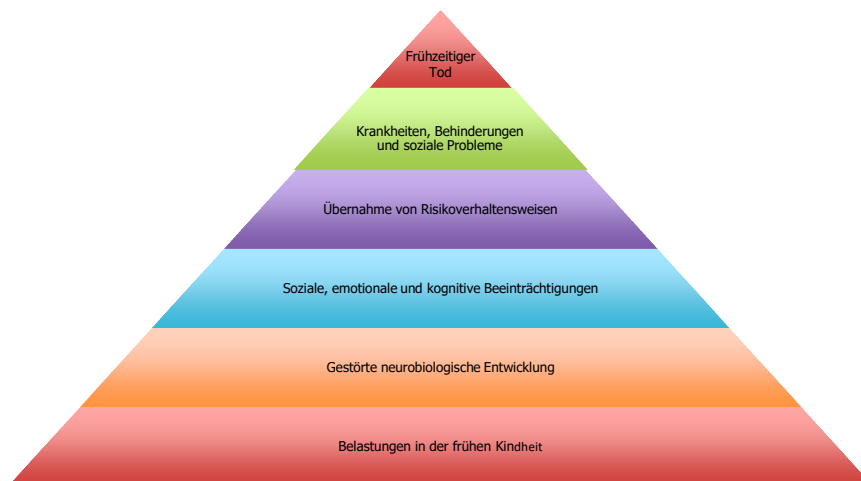 Frühzeitiger
Tod
Krankheiten, Behinderungen
und soziale Probleme
Übernahme von Risikoverhaltensweisen
Soziale, emotionale und kognitive Beeinträchtigungen
Gestörte neurobiologische Entwicklung
Belastungen in der frühen Kindheit